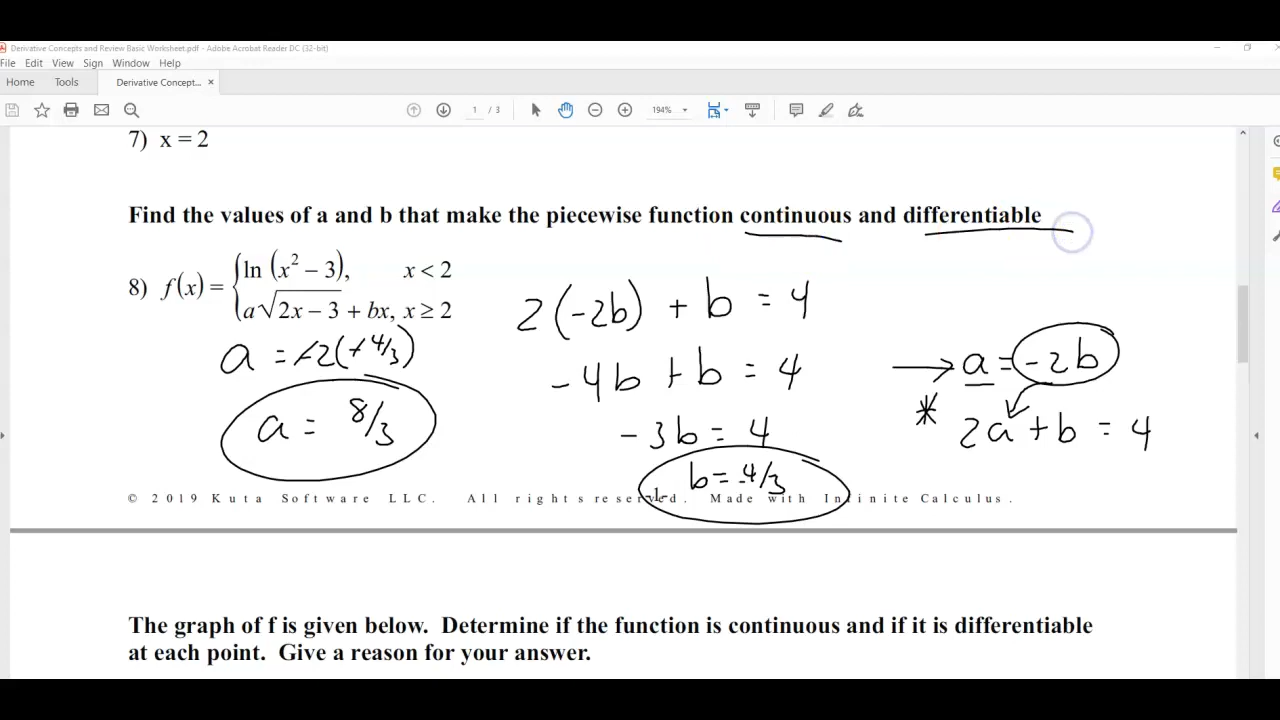 Derivative Concepts and Review Basic Worksheet.pdf - Adobe Acrobat Reader DC (32-bit)
File Edit View Sign Window Help
Home Tools Derivative Concept... ×
1 / 3 194%
7) x = 2
Find the values of a and b that make the piecewise function continuous and differentiable
8) f(x) = { ln (x² − 3), x < 2
a√2x − 3 + bx, x ≥ 2
2(-2b) + b = 4
a = -2(-4/3)
-4b + b = 4
→ a = -2b
a = 8/3
-3b = 4
* 2a + b = 4
b = -4/3
© 2019 Kuta Software LLC. All rights reserved. Made with Infinite Calculus.
-1-
The graph of f is given below. Determine if the function is continuous and if it is differentiable
at each point. Give a reason for your answer.